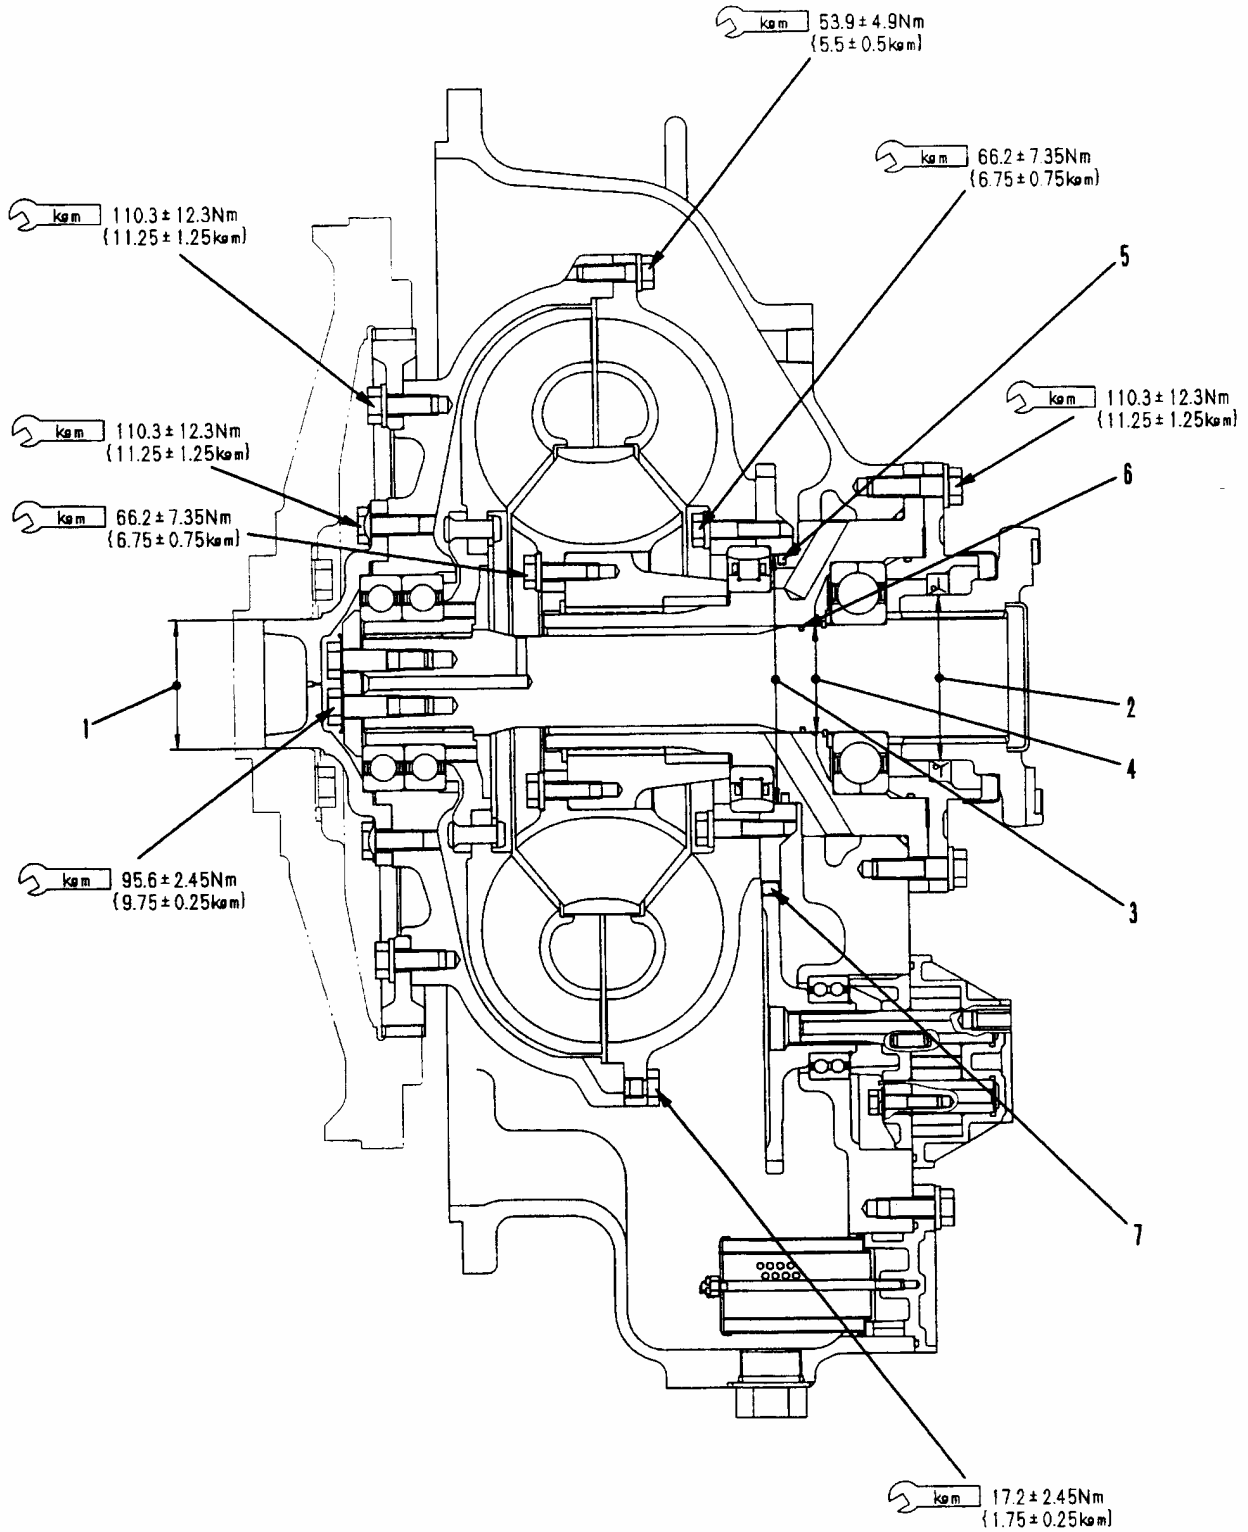 kgm 53.9±4.9Nm
{5.5±0.5kgm}
kgm 66.2±7.35Nm
{6.75±0.75kgm}
kgm 110.3±12.3Nm
{11.25±1.25kgm}
5
kgm 110.3±12.3Nm
{11.25±1.25kgm}
kgm 110.3±12.3Nm
{11.25±1.25kgm}
6
kgm 66.2±7.35Nm
{6.75±0.75kgm}
1
2
4
kgm 95.6±2.45Nm
{9.75±0.25kgm}
3
7
kgm 17.2±2.45Nm
{1.75±0.25kgm}